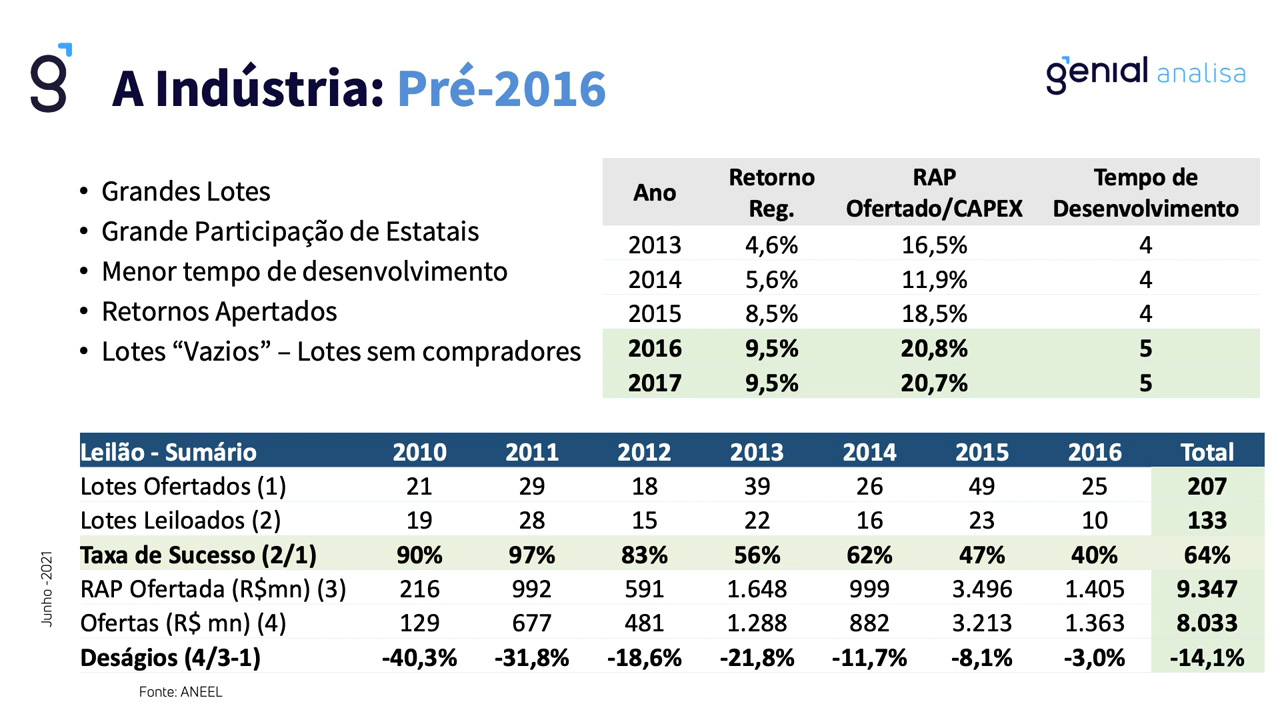 g
A Indústria: Pré-2016
genial analisa
• Grandes Lotes
• Grande Participação de Estatais
• Menor tempo de desenvolvimento
• Retornos Apertados
• Lotes “Vazios” – Lotes sem compradores
Ano Retorno Reg. RAP Ofertado/CAPEX Tempo de Desenvolvimento
2013 4,6% 16,5% 4
2014 5,6% 11,9% 4
2015 8,5% 18,5% 4
2016 9,5% 20,8% 5
2017 9,5% 20,7% 5
Leilão - Sumário 2010 2011 2012 2013 2014 2015 2016 Total
Lotes Ofertados (1) 21 29 18 39 26 49 25 207
Lotes Leiloados (2) 19 28 15 22 16 23 10 133
Taxa de Sucesso (2/1) 90% 97% 83% 56% 62% 47% 40% 64%
RAP Ofertada (R$mn) (3) 216 992 591 1.648 999 3.496 1.405 9.347
Ofertas (R$ mn) (4) 129 677 481 1.288 882 3.213 1.363 8.033
Deságios (4/3-1) -40,3% -31,8% -18,6% -21,8% -11,7% -8,1% -3,0% -14,1%
Fonte: ANEEL
Junho -2021